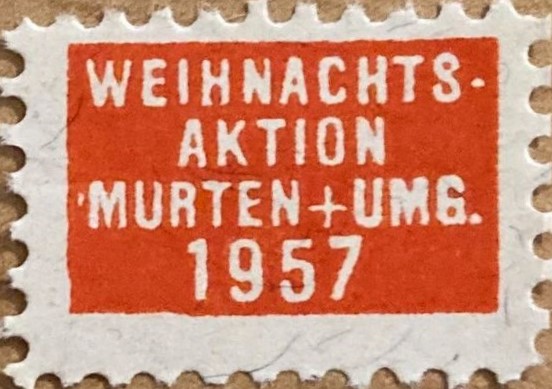 WEIHNACHTS-
AKTION
MURTEN+UMG.
1957